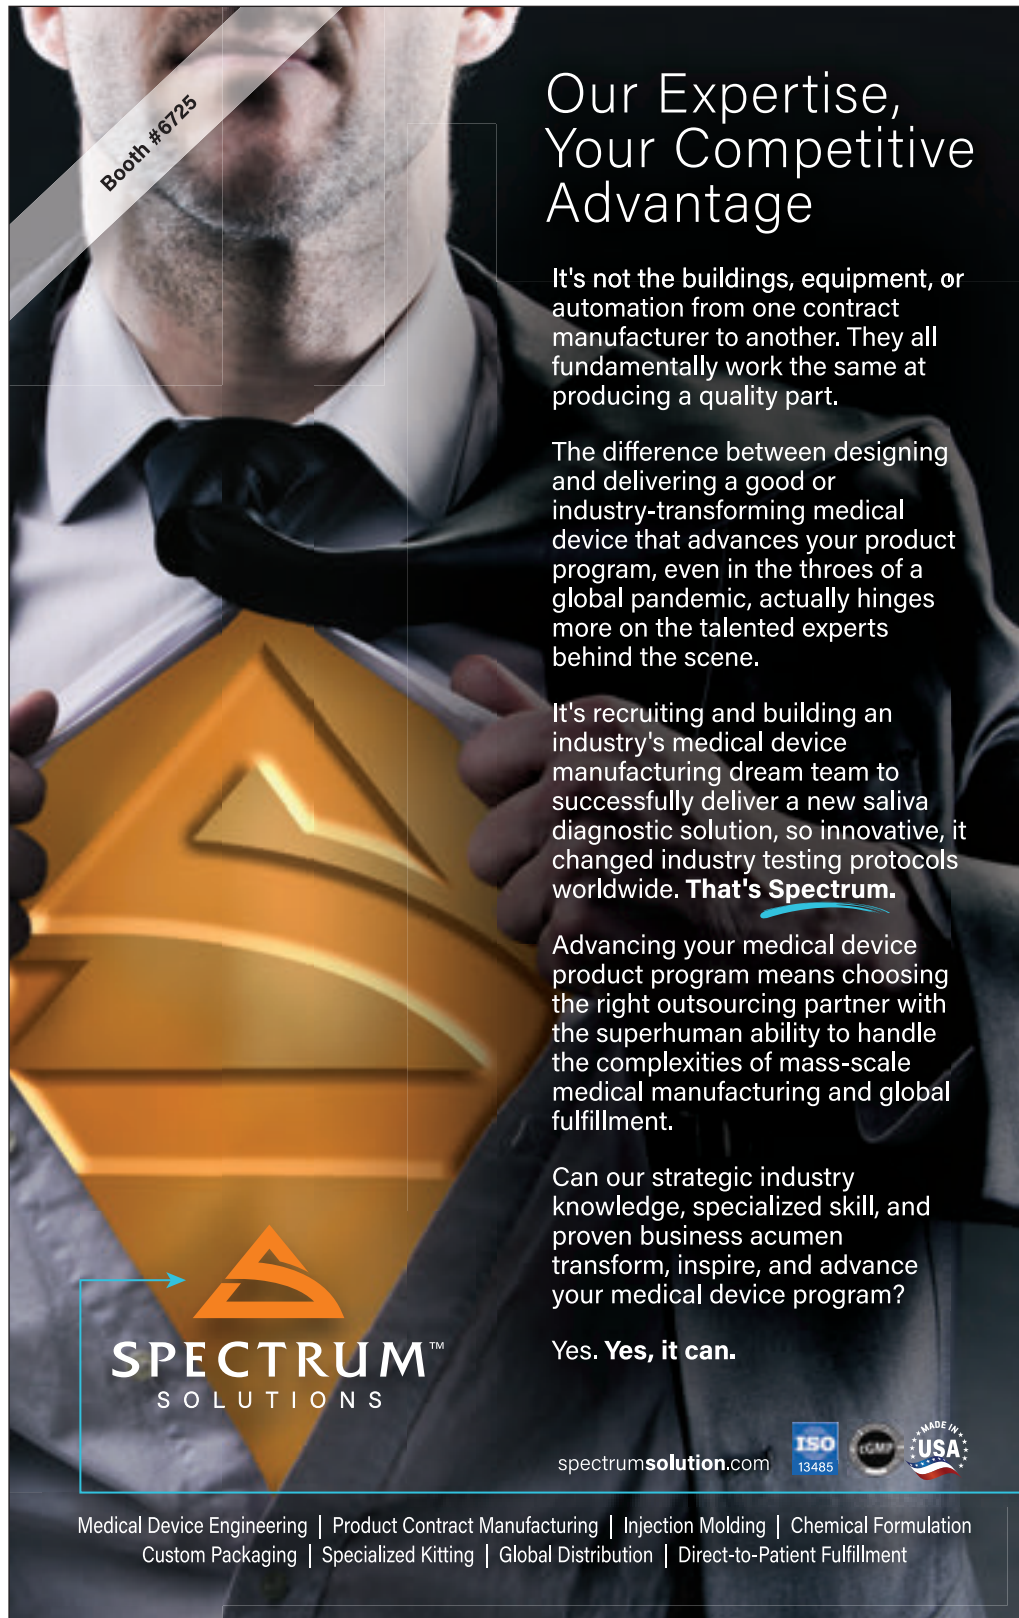 Booth #6725
Our Expertise,
Your Competitive
Advantage
It's not the buildings, equipment, or
automation from one contract
manufacturer to another. They all
fundamentally work the same at
producing a quality part.
The difference between designing
and delivering a good or
industry-transforming medical
device that advances your product
program, even in the throes of a
global pandemic, actually hinges
more on the talented experts
behind the scene.
It's recruiting and building an
industry's medical device
manufacturing dream team to
successfully deliver a new saliva
diagnostic solution, so innovative, it
changed industry testing protocols
worldwide. That's Spectrum.
Advancing your medical device
product program means choosing
the right outsourcing partner with
the superhuman ability to handle
the complexities of mass-scale
medical manufacturing and global
fulfillment.
Can our strategic industry
knowledge, specialized skill, and
proven business acumen
transform, inspire, and advance
your medical device program?
Yes. Yes, it can.
SPECTRUM™
SOLUTIONS
spectrumsolution.com
ISO
13485
cGMP
MADE IN
USA
Medical Device Engineering | Product Contract Manufacturing | Injection Molding | Chemical Formulation
Custom Packaging | Specialized Kitting | Global Distribution | Direct-to-Patient Fulfillment